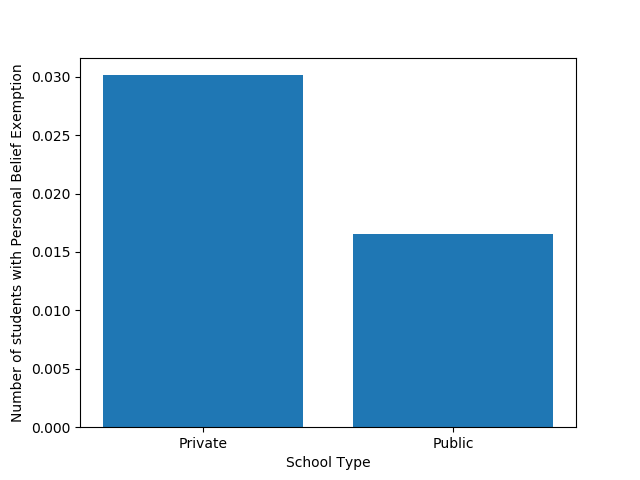 Number of students with Personal Belief Exemption
0.030
0.025
0.020
0.015
0.010
0.005
0.000
Private
Public
School Type